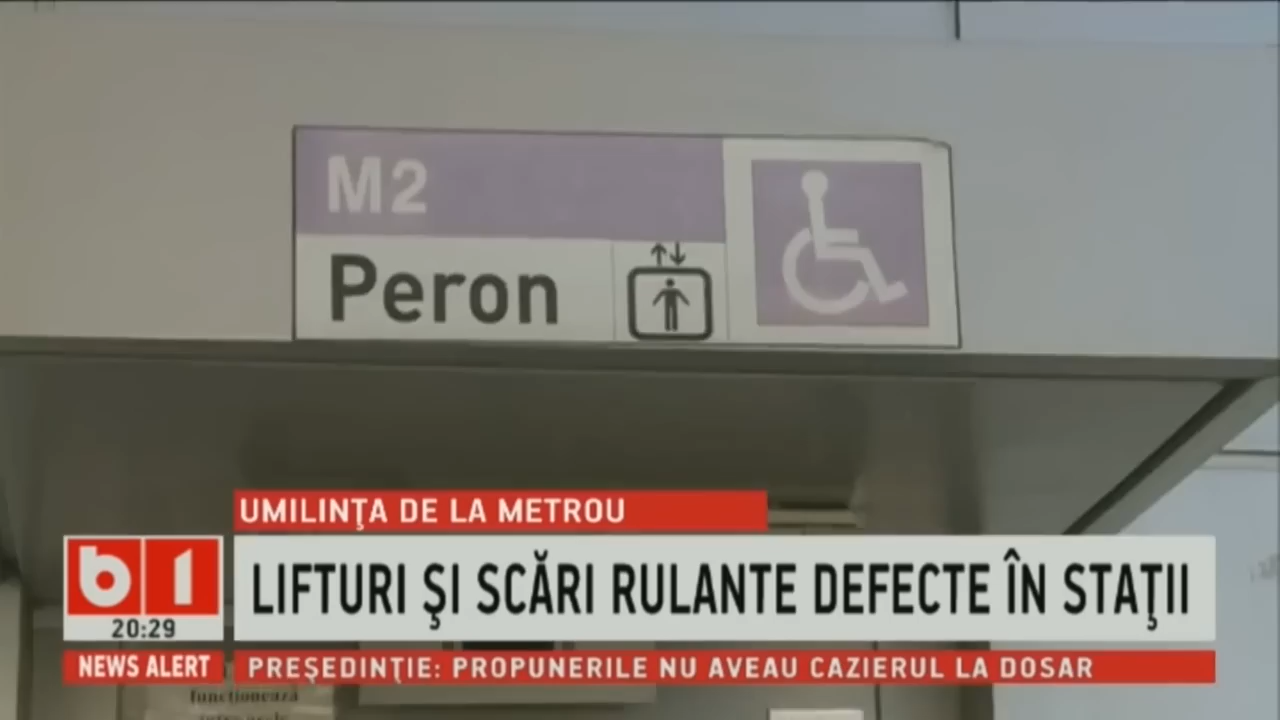 M2
Peron
UMILINŢA DE LA METROU
LIFTURI ŞI SCĂRI RULANTE DEFECTE ÎN STAŢII
b1
20:29
NEWS ALERT
PREŞEDINŢIE: PROPUNERILE NU AVEAU CAZIERUL LA DOSAR
funcţionează